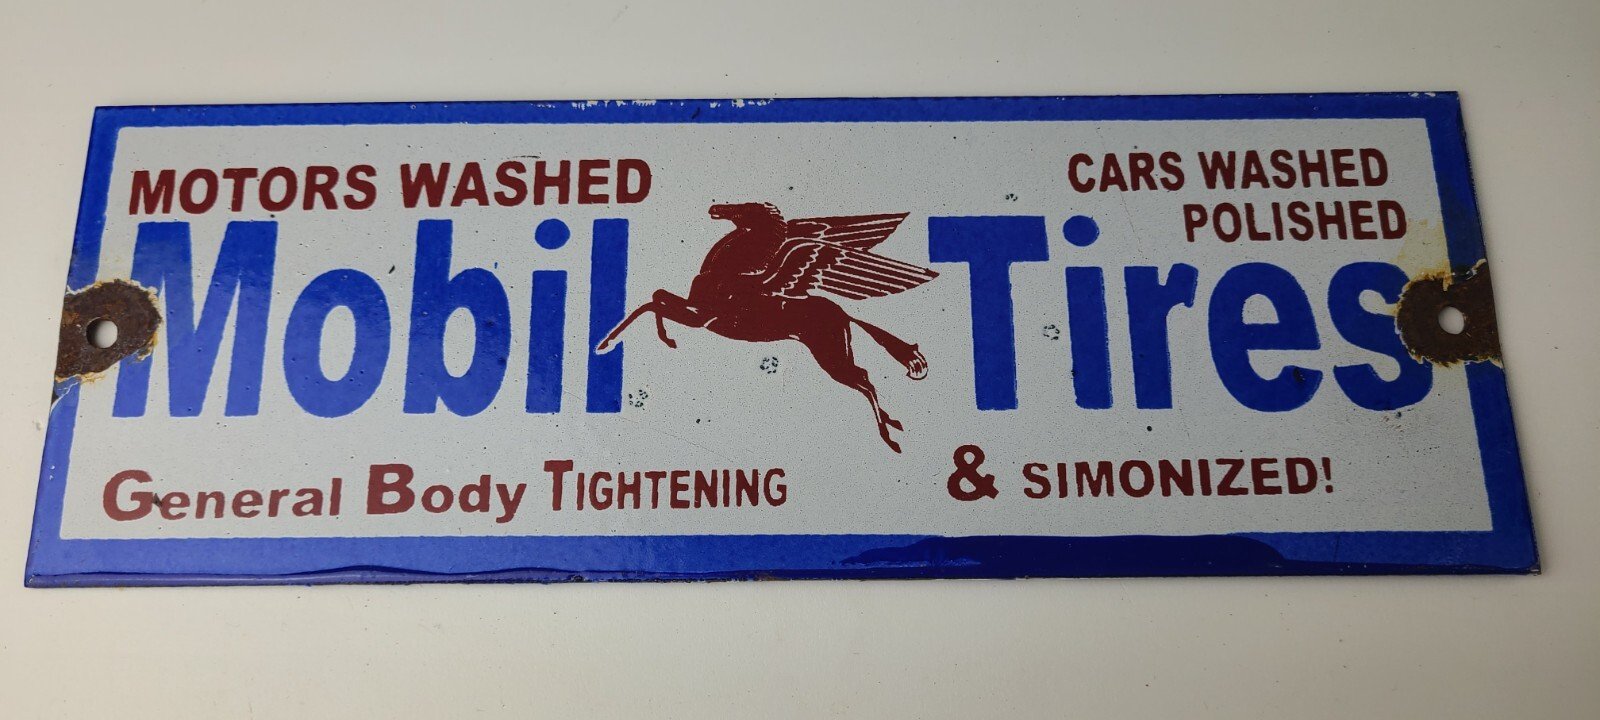 MOTORS WASHED
CARS WASHED
POLISHED
Mobil Tires
General Body TIGHTENING
& SIMONIZED!